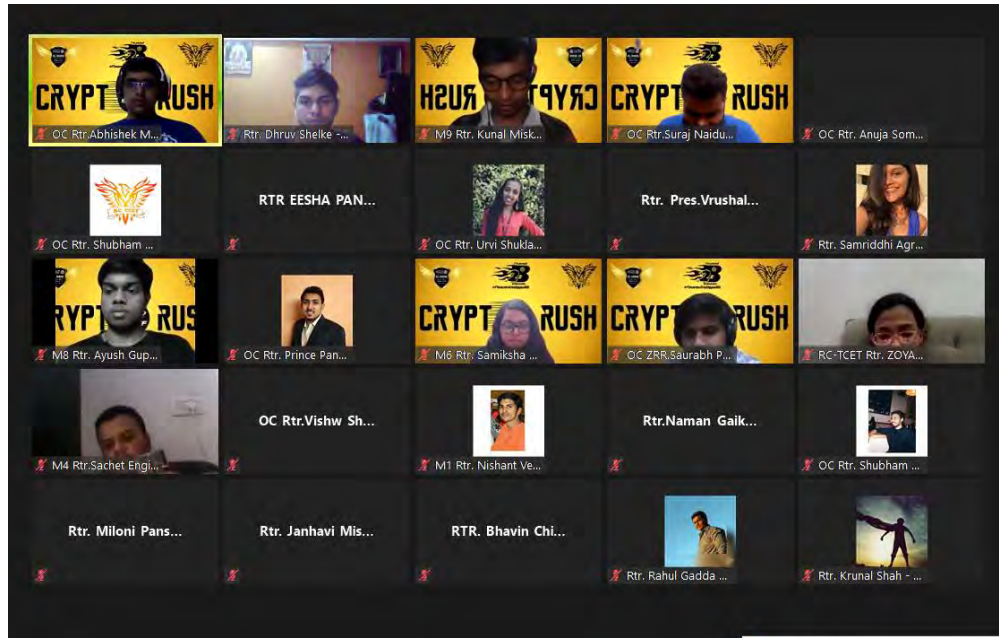 CRYPT RUSH
OC Rtr.Abhishek M...
Rtr. Dhruv Shelke -...
CRYPT RUSH
M9 Rtr. Kunal Misk...
CRYPT RUSH
OC Rtr.Suraj Naidu...
OC Rtr. Anuja Som...
OC Rtr. Shubham ...
RTR EESHA PAN...
OC Rtr. Urvi Shukla...
Rtr. Pres.Vrushal...
Rtr. Samriddhi Agr...
RYPT RUS
M8 Rtr. Ayush Gup...
OC Rtr. Prince Pan...
CRYPT RUSH
M6 Rtr. Samiksha ...
CRYPT RUSH
OC ZRR.Saurabh P...
RC-TCET Rtr. ZOYA...
M4 Rtr.Sachet Engi...
OC Rtr.Vishw Sh...
M1 Rtr. Nishant Ve...
Rtr.Naman Gaik...
OC Rtr. Shubham ...
Rtr. Miloni Pans...
Rtr. Janhavi Mis...
RTR. Bhavin Chi...
Rtr. Rahul Gadda ...
Rtr. Krunal Shah - ...